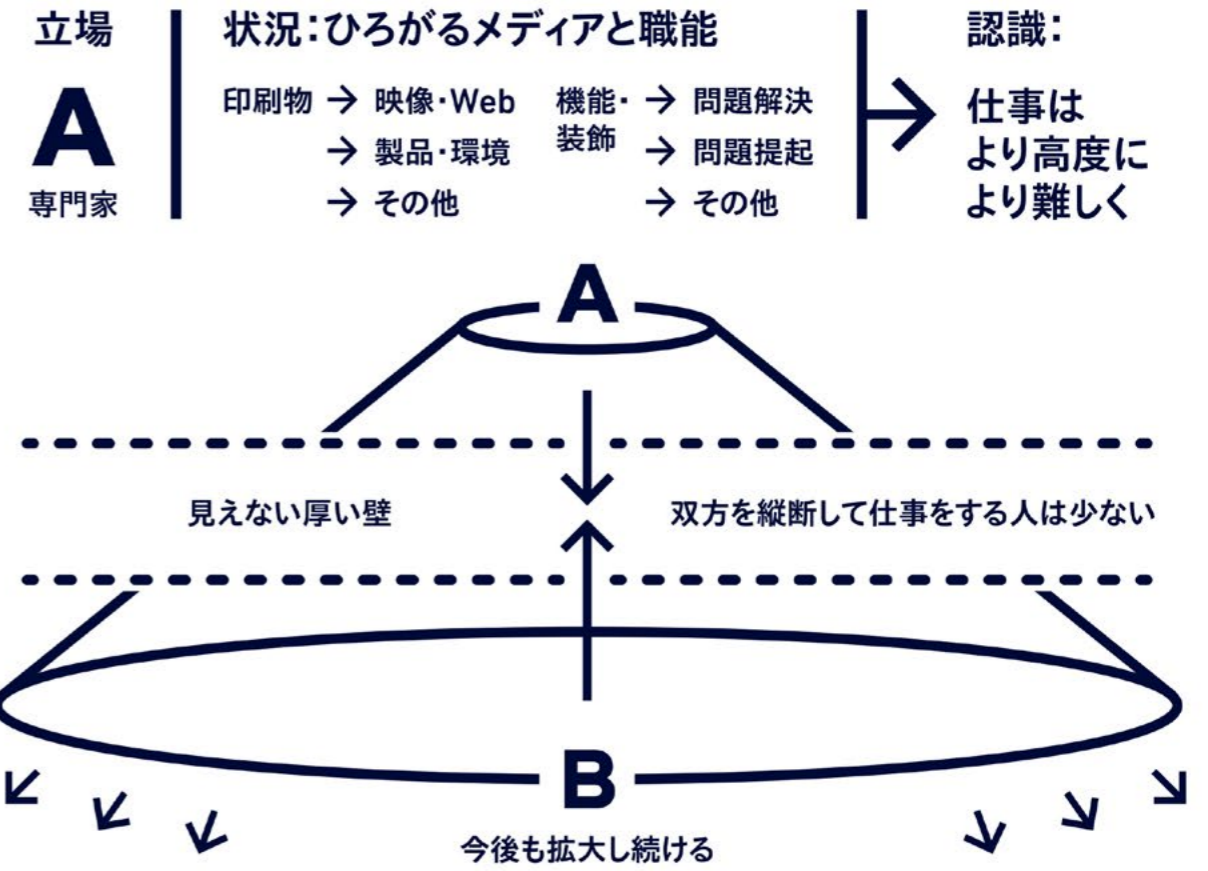 立場
A
専門家
状況：ひろがるメディアと職能
印刷物 → 映像・Web
→ 製品・環境
→ その他
機能・
装飾
→ 問題解決
→ 問題提起
→ その他
認識：
仕事は
より高度に
より難しく
A
見えない厚い壁
双方を縦断して仕事をする人は少ない
B
今後も拡大し続ける